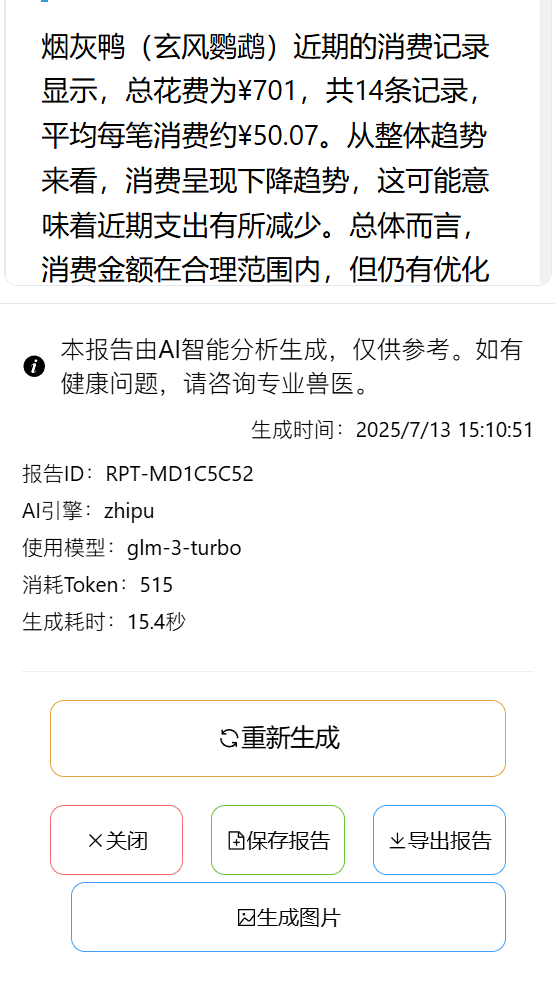 烟灰鸭（玄风鹦鹉）近期的消费记录
显示，总花费为¥701，共14条记录，
平均每笔消费约¥50.07。从整体趋势
来看，消费呈现下降趋势，这可能意
味着近期支出有所减少。总体而言，
消费金额在合理范围内，但仍有优化
本报告由AI智能分析生成，仅供参考。如有
健康问题，请咨询专业兽医。
生成时间：2025/7/13 15:10:51
报告ID：RPT-MD1C5C52
AI引擎：zhipu
使用模型：glm-3-turbo
消耗Token：515
生成耗时：15.4秒
重新生成
关闭
保存报告
导出报告
生成图片